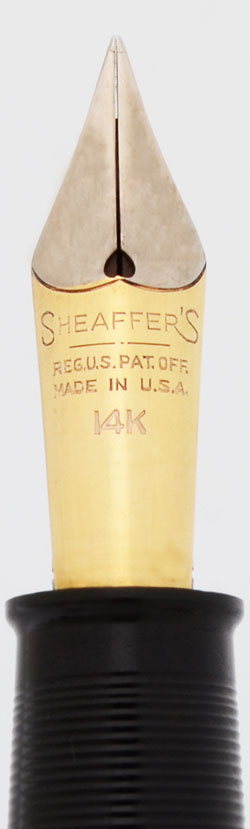 SHEAFFER'S
REG.U.S.PAT.OFF.
MADE IN U.S.A.
14K